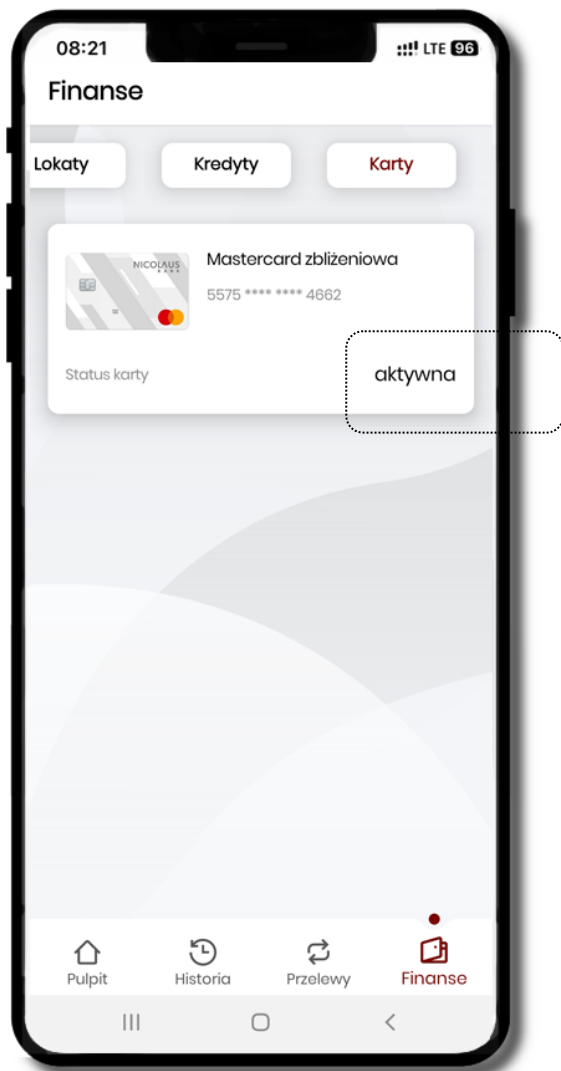 08:21 LTE 96
Finanse
Lokaty Kredyty Karty
NICOLAUS
BANK
Mastercard zbliżeniowa
5575 **** **** 4662
Status karty aktywna
Pulpit Historia Przelewy Finanse